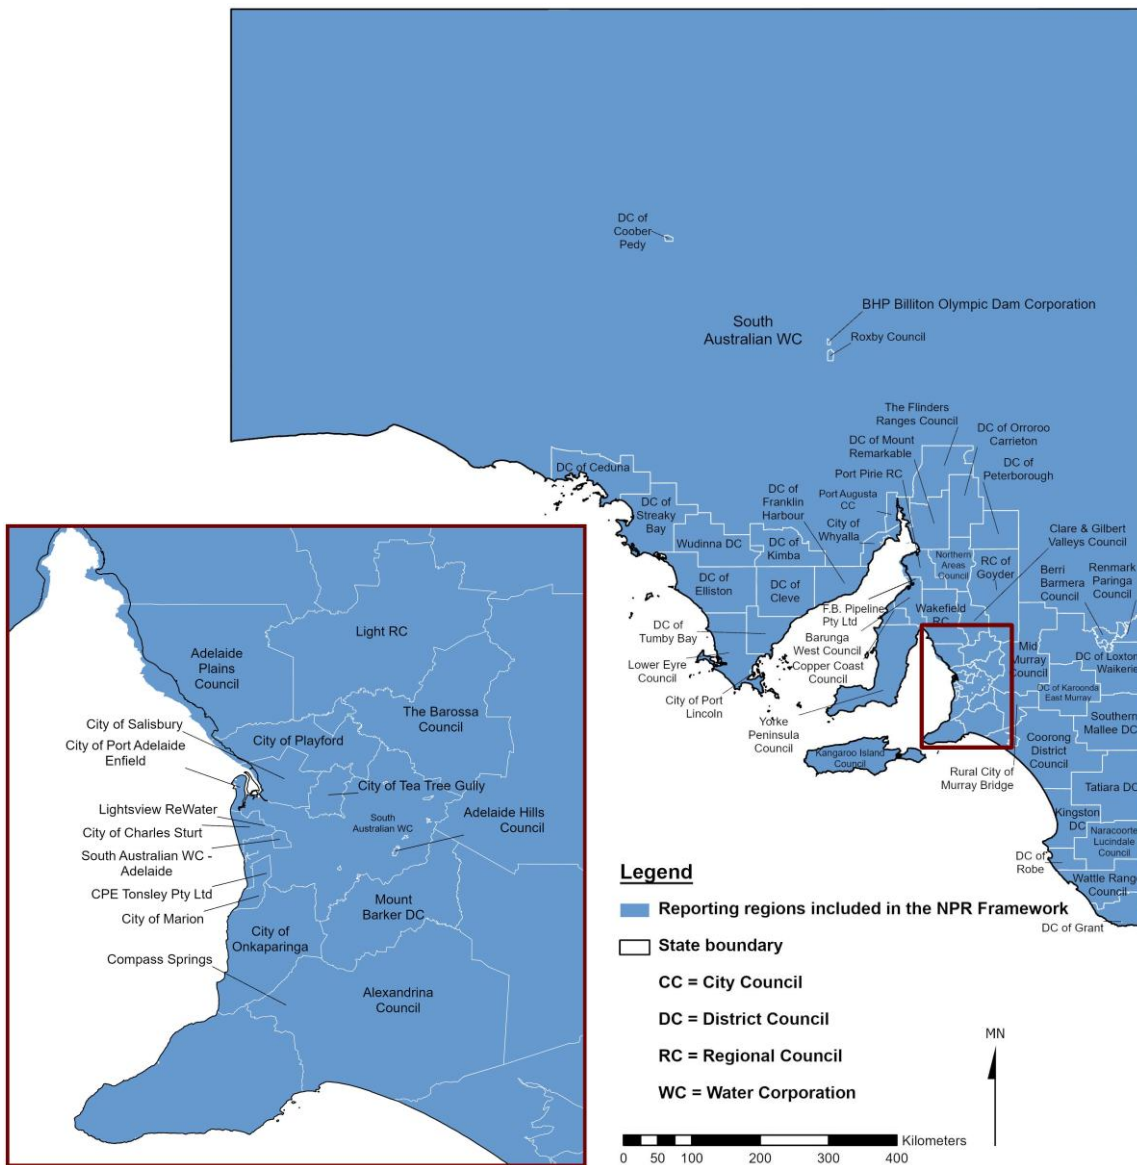 DC of
Coober
Pedy
BHP Billiton Olympic Dam Corporation
South
Australian WC
Roxby Council
The Flinders
Ranges Council
DC of Orroroo
Carrieton
DC of Mount
Remarkable
DC of
Peterborough
Port Pirie RC
DC of Ceduna
DC of
Franklin
Harbour
Port Augusta
CC
DC of
Streaky
Bay
City of
Whyalla
Clare & Gilbert
Valleys Council
Wudinna DC
DC of
Kimba
Northern
Areas
Council
RC of
Goyder
Berri
Barmera
Council
Renmark
Paringa
Council
DC of
Elliston
DC of
Cleve
F.B. Pipeline
Pty Ltd
Wakefield
RC
DC of
Tumby Bay
Barunga
West Council
Mid
Murray
Council
DC of Loxton
Waikerie
Lower Eyre
Council
Copper Coast
Council
DC of Karoonda
East Murray
City of Port
Lincoln
Yorke
Peninsula
Council
Southern
Mallee DC
Coorong
District
Council
Kangaroo Island
Council
Rural City of
Murray Bridge
Tatiara DC
Kingston
DC
Naracoorte
Lucindale
Council
DC of
Robe
Wattle Range
Council
DC of Grant
Light RC
Adelaide
Plains
Council
The Barossa
Council
City of Salisbury
City of Playford
City of Port Adelaide
Enfield
City of Tea Tree Gully
Lightsview ReWater
South
Australian WC
Adelaide Hills
Council
City of Charles Sturt
South Australian WC -
Adelaide
CPE Tonsley Pty Ltd
City of Marion
Mount
Barker DC
City of
Onkaparinga
Compass Springs
Alexandrina
Council
Legend
Reporting regions included in the NPR Framework
State boundary
CC = City Council
DC = District Council
RC = Regional Council
WC = Water Corporation
MN
Kilometers
0 50 100 200 300 400